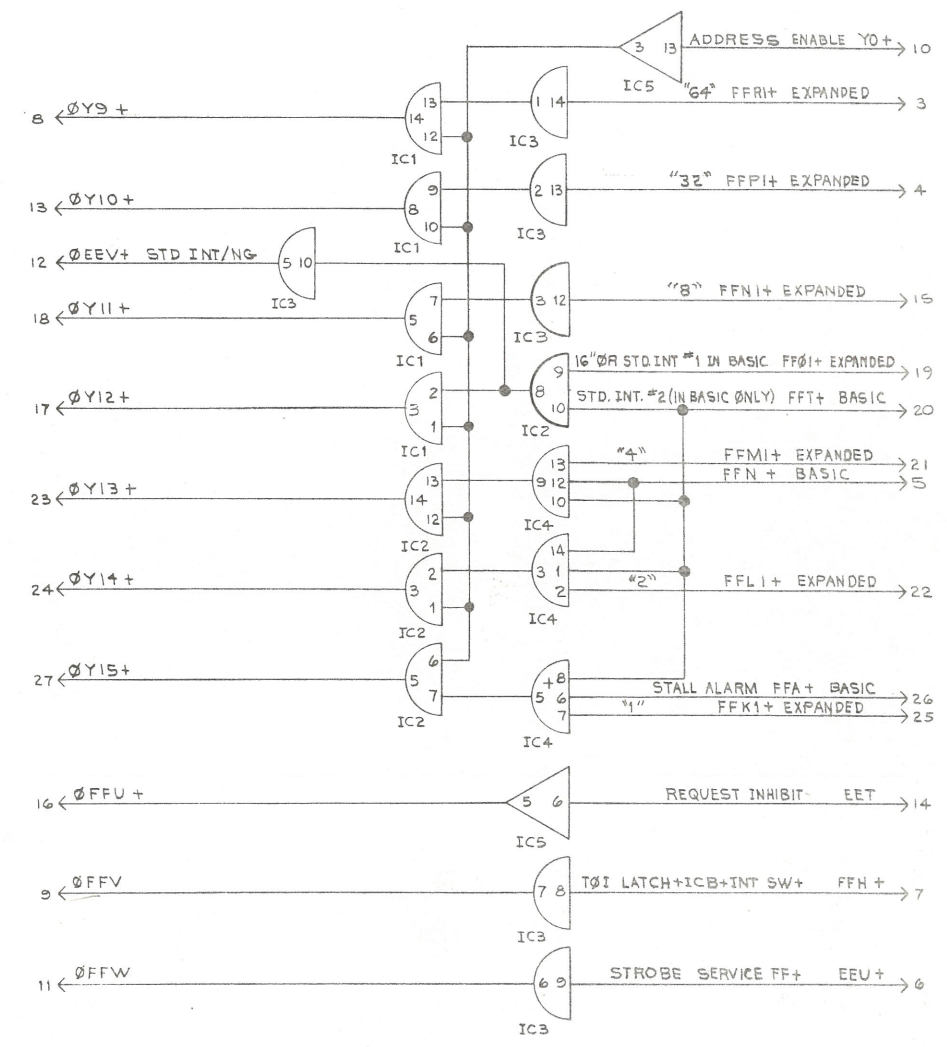 3 13 ADDRESS ENABLE YO+ 10
IC5
"64" FFR1+ EXPANDED 3
8 ØY9+ 14 13 12 1 14
IC1 IC3
"32" FFP1+ EXPANDED 4
13 ØY10+ 8 9 10 2 13
IC1 IC3
12 ØEEV+ STD INT/NG 5 10
IC3
"8" FFN1+ EXPANDED 15
18 ØY11+ 5 7 6 3 12
IC1 IC3
16" ØR STD.INT #1 IN BASIC FFØ1+ EXPANDED 19
STD. INT. #2 (IN BASIC ØNLY) FFT+ BASIC 20
17 ØY12+ 3 2 1 8 9 10
IC1 IC2
"4" FFM1+ EXPANDED 21
FFN + BASIC 5
23 ØY13+ 14 13 12 9 13 12 10
IC2 IC4
"2" FFL1+ EXPANDED 22
24 ØY14+ 3 2 1 3 14 1 2
IC2 IC4
27 ØY15+ 5 6 7 5 + 8 6 7
STALL ALARM FFA+ BASIC 26
"1" FFK1+ EXPANDED 25
IC2 IC4
16 ØFFU + 5 6 REQUEST INHIBIT- EET 14
IC5
9 ØFFV 7 8 TØI LATCH+ICB+INT SW+ FFH + 7
IC3
11 ØFFW 6 9 STROBE SERVICE FF+ EEU+ 6
IC3